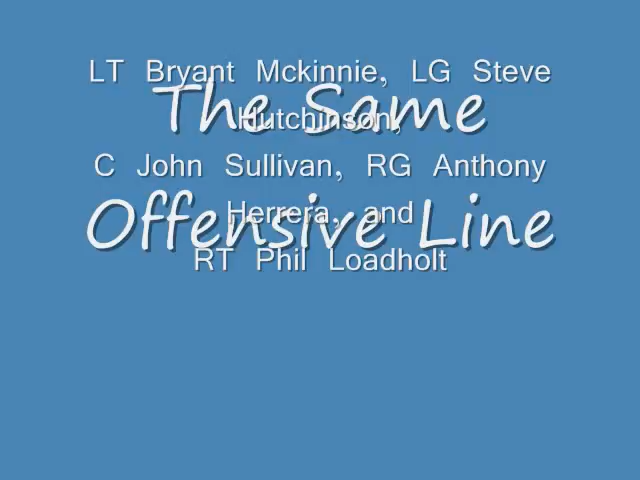 LT Bryant Mckinnie, LG Steve
The Same
Hutchinson,
C John Sullivan, RG Anthony
Herrera, and
Offensive Line
RT Phil Loadholt